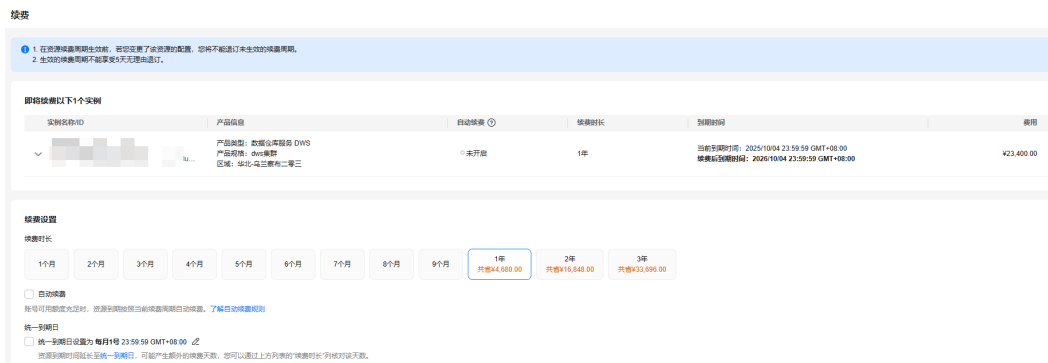 续费
1. 在资源续费周期生效前，若您变更了该资源的配置，您将不能退订未生效的续费周期。
2. 生效的续费周期不能享受5天无理由退订。
即将续费以下1个实例
实例名称/ID 产品信息 自动续费 续费时长 到期时间 费用
产品类型：数据仓库服务 DWS
lu... 产品规格：dws集群 未开启 1年 当前到期时间：2025/10/04 23:59:59 GMT+08:00 ¥23,400.00
区域：华北-乌兰察布二零三 续费后到期时间：2026/10/04 23:59:59 GMT+08:00
续费设置
续费时长
1个月 2个月 3个月 4个月 5个月 6个月 7个月 8个月 9个月 1年 2年 3年
共省¥4,680.00 共省¥16,848.00 共省¥33,696.00
自动续费
账号可用额度充足时，资源到期按照当前续费周期自动续费。了解自动续费规则
统一到期日
统一到期日设置为 每月1号 23:59:59 GMT+08:00
资源到期时间延长至统一到期日，可能产生额外的续费天数，您可以通过上方列表的“续费时长”列核对该天数。